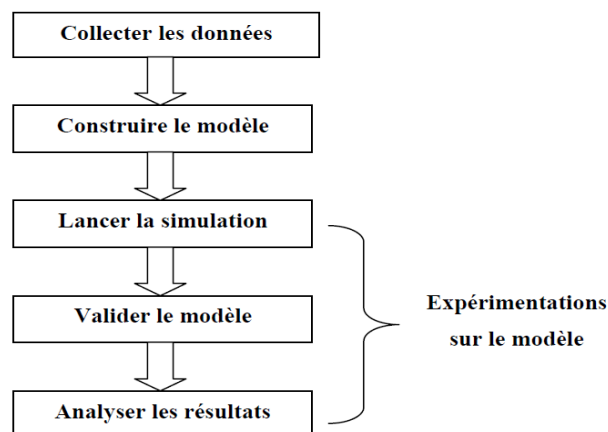 Collecter les données
Construire le modèle
Lancer la simulation
Valider le modèle
Analyser les résultats
Expérimentations
sur le modèle